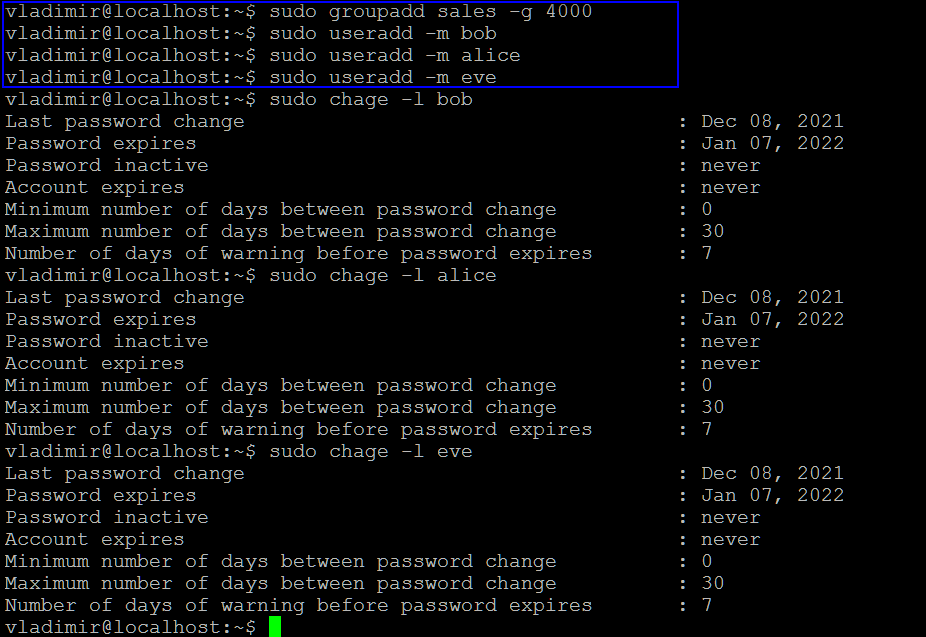 vladimir@localhost:~$ sudo groupadd sales -g 4000
vladimir@localhost:~$ sudo useradd -m bob
vladimir@localhost:~$ sudo useradd -m alice
vladimir@localhost:~$ sudo useradd -m eve
vladimir@localhost:~$ sudo chage -l bob
Last password change : Dec 08, 2021
Password expires : Jan 07, 2022
Password inactive : never
Account expires : never
Minimum number of days between password change : 0
Maximum number of days between password change : 30
Number of days of warning before password expires : 7
vladimir@localhost:~$ sudo chage -l alice
Last password change : Dec 08, 2021
Password expires : Jan 07, 2022
Password inactive : never
Account expires : never
Minimum number of days between password change : 0
Maximum number of days between password change : 30
Number of days of warning before password expires : 7
vladimir@localhost:~$ sudo chage -l eve
Last password change : Dec 08, 2021
Password expires : Jan 07, 2022
Password inactive : never
Account expires : never
Minimum number of days between password change : 0
Maximum number of days between password change : 30
Number of days of warning before password expires : 7
vladimir@localhost:~$